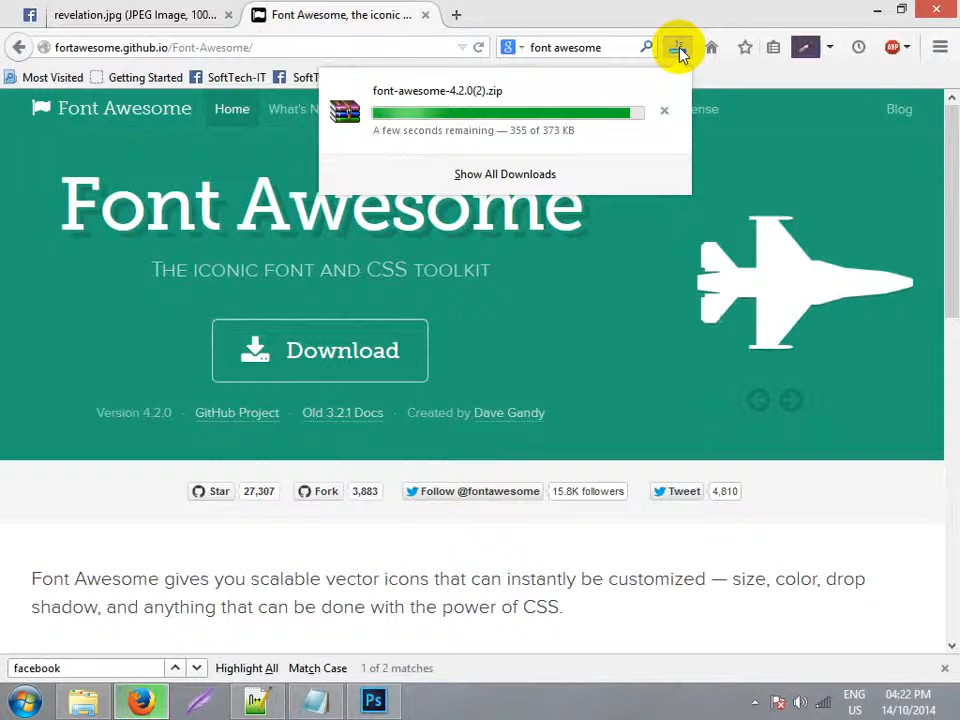 revelation.jpg (JPEG Image, 100...
Font Awesome, the iconic ...
fortawesome.github.io/Font-Awesome/
font awesome
1s
ABP
Most Visited
Getting Started
SoftTech-IT
SoftT
font-awesome-4.2.0(2).zip
A few seconds remaining — 355 of 373 KB
Show All Downloads
Font Awesome
Home
What's N
ense
Blog
Font Awesome
The iconic font and CSS toolkit
Download
Version 4.2.0 · GitHub Project · Old 3.2.1 Docs · Created by Dave Gandy
Star 27,307
Fork 3,883
Follow @fontawesome 15.8K followers
Tweet 4,810
Font Awesome gives you scalable vector icons that can instantly be customized — size, color, drop
shadow, and anything that can be done with the power of CSS.
facebook
Highlight All
Match Case
1 of 2 matches
Ps
ENG
US
04:22 PM
14/10/2014